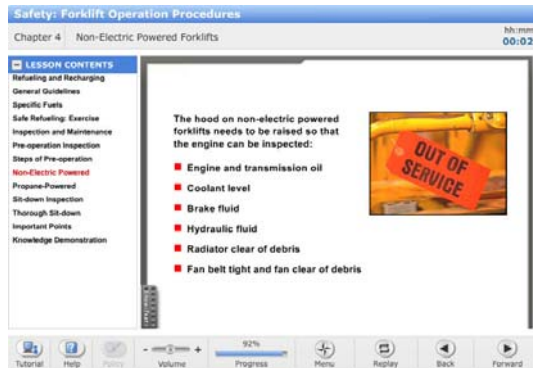 Safety: Forklift Operation Procedures
Chapter 4 Non-Electric Powered Forklifts
hh:mm
00:02
LESSON CONTENTS
Refueling and Recharging
General Guidelines
Specific Fuels
Safe Refueling: Exercise
Inspection and Maintenance
Pre-operation Inspection
Steps of Pre-operation
Non-Electric Powered
Propane-Powered
Sit-down Inspection
Thorough Sit-down
Important Points
Knowledge Demonstration
The hood on non-electric powered
forklifts needs to be raised so that
the engine can be inspected:
Engine and transmission oil
Coolant level
Brake fluid
Hydraulic fluid
Radiator clear of debris
Fan belt tight and fan clear of debris
OUT OF
SERVICE
92%
Tutorial Help Policy - + Volume Progress Menu Replay Back Forward